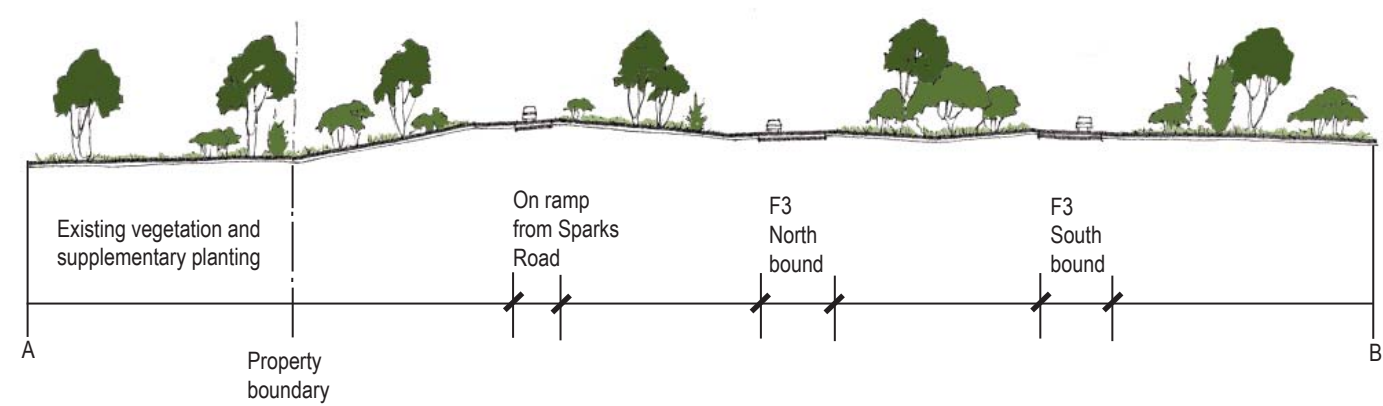 Existing vegetation and
supplementary planting
On ramp
from Sparks
Road
F3
North
bound
F3
South
bound
A
Property
boundary
B